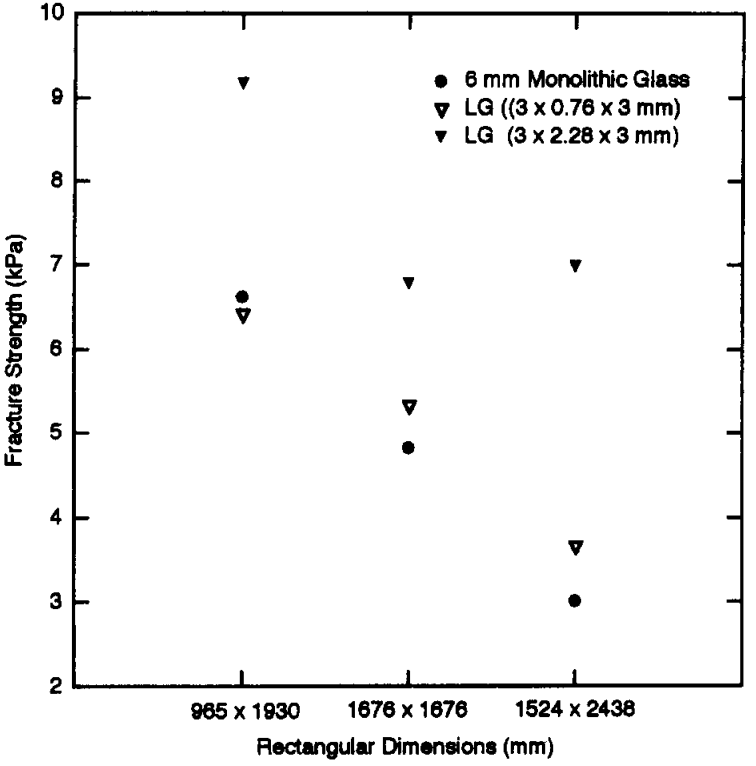 10
9
8
7
6
5
4
3
2
Fracture Strength (kPa)
6 mm Monolithic Glass
LG ((3 x 0.76 x 3 mm)
LG (3 x 2.28 x 3 mm)
965 x 1930 1676 x 1676 1524 x 2438
Rectangular Dimensions (mm)